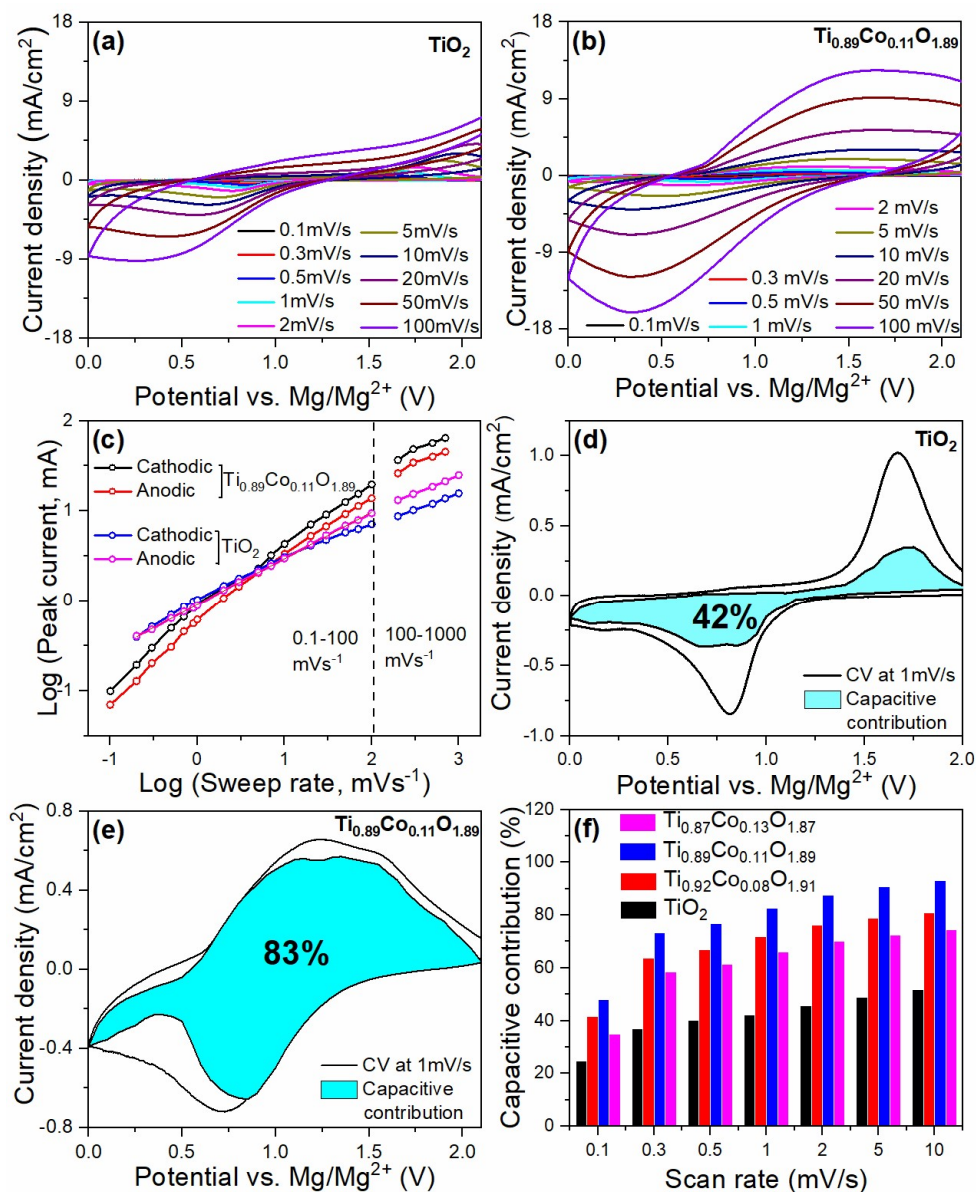 (a)
TiO₂
Current density (mA/cm²)
18
9
0
-9
-18
0.1mV/s
0.3mV/s
0.5mV/s
1mV/s
2mV/s
5mV/s
10mV/s
20mV/s
50mV/s
100mV/s
0.0 0.5 1.0 1.5 2.0
Potential vs. Mg/Mg²⁺ (V)
(b)
Ti₀.₈₉Co₀.₁₁O₁.₈₉
Current density (mA/cm²)
18
9
0
-9
-18
0.1mV/s
0.3 mV/s
0.5 mV/s
1 mV/s
2 mV/s
5 mV/s
10 mV/s
20 mV/s
50 mV/s
100 mV/s
0.0 0.5 1.0 1.5 2.0
Potential vs. Mg/Mg²⁺ (V)
(c)
Log (Peak current, mA)
2
1
0
-1
Cathodic
Anodic
Ti₀.₈₉Co₀.₁₁O₁.₈₉
Cathodic
Anodic
TiO₂
0.1-100
mVs⁻¹
100-1000
mVs⁻¹
-1 0 1 2 3
Log (Sweep rate, mVs⁻¹)
(d)
TiO₂
Current density (mA/cm²)
1.0
0.5
0.0
-0.5
-1.0
42%
CV at 1mV/s
Capacitive
contribution
0.0 0.5 1.0 1.5 2.0
Potential vs. Mg/Mg²⁺ (V)
(e)
Ti₀.₈₉Co₀.₁₁O₁.₈₉
Current density (mA/cm²)
0.8
0.4
0.0
-0.4
-0.8
83%
CV at 1mV/s
Capacitive
contribution
0.0 0.5 1.0 1.5 2.0
Potential vs. Mg/Mg²⁺ (V)
(f)
Capacitive contribution (%)
120
100
80
60
40
20
0
Ti₀.₈₇Co₀.₁₃O₁.₈₇
Ti₀.₈₉Co₀.₁₁O₁.₈₉
Ti₀.₉₂Co₀.₀₈O₁.₉₁
TiO₂
0.1 0.3 0.5 1 2 5 10
Scan rate (mV/s)